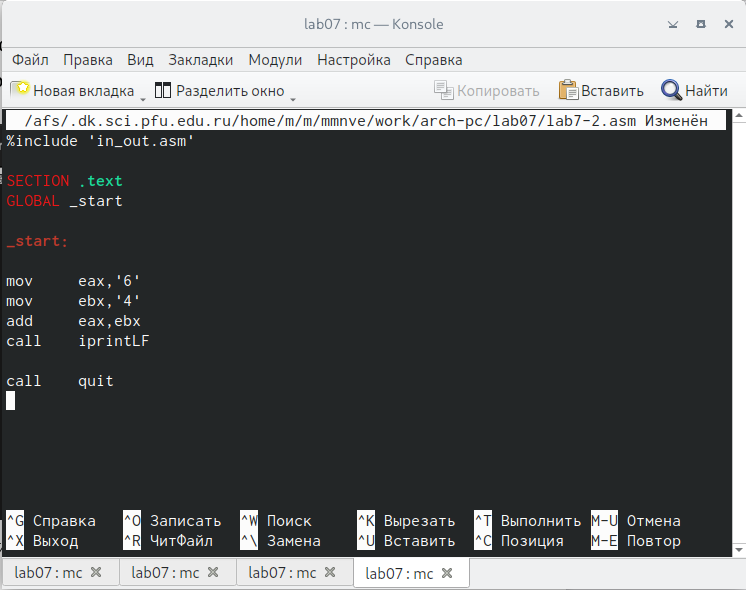 lab07 : mc — Konsole
Файл Правка Вид Закладки Модули Настройка Справка
Новая вкладка Разделить окно Копировать Вставить Найти
/afs/.dk.sci.pfu.edu.ru/home/m/m/mmnve/work/arch-pc/lab07/lab7-2.asm Изменён
%include 'in_out.asm'
SECTION .text
GLOBAL _start
_start:
mov eax,'6'
mov ebx,'4'
add eax,ebx
call iprintLF
call quit
^G Справка ^O Записать ^W Поиск ^K Вырезать ^T Выполнить M-U Отмена
^X Выход ^R ЧитФайл ^\ Замена ^U Вставить ^C Позиция M-E Повтор
lab07 : mc lab07 : mc lab07 : mc lab07 : mc